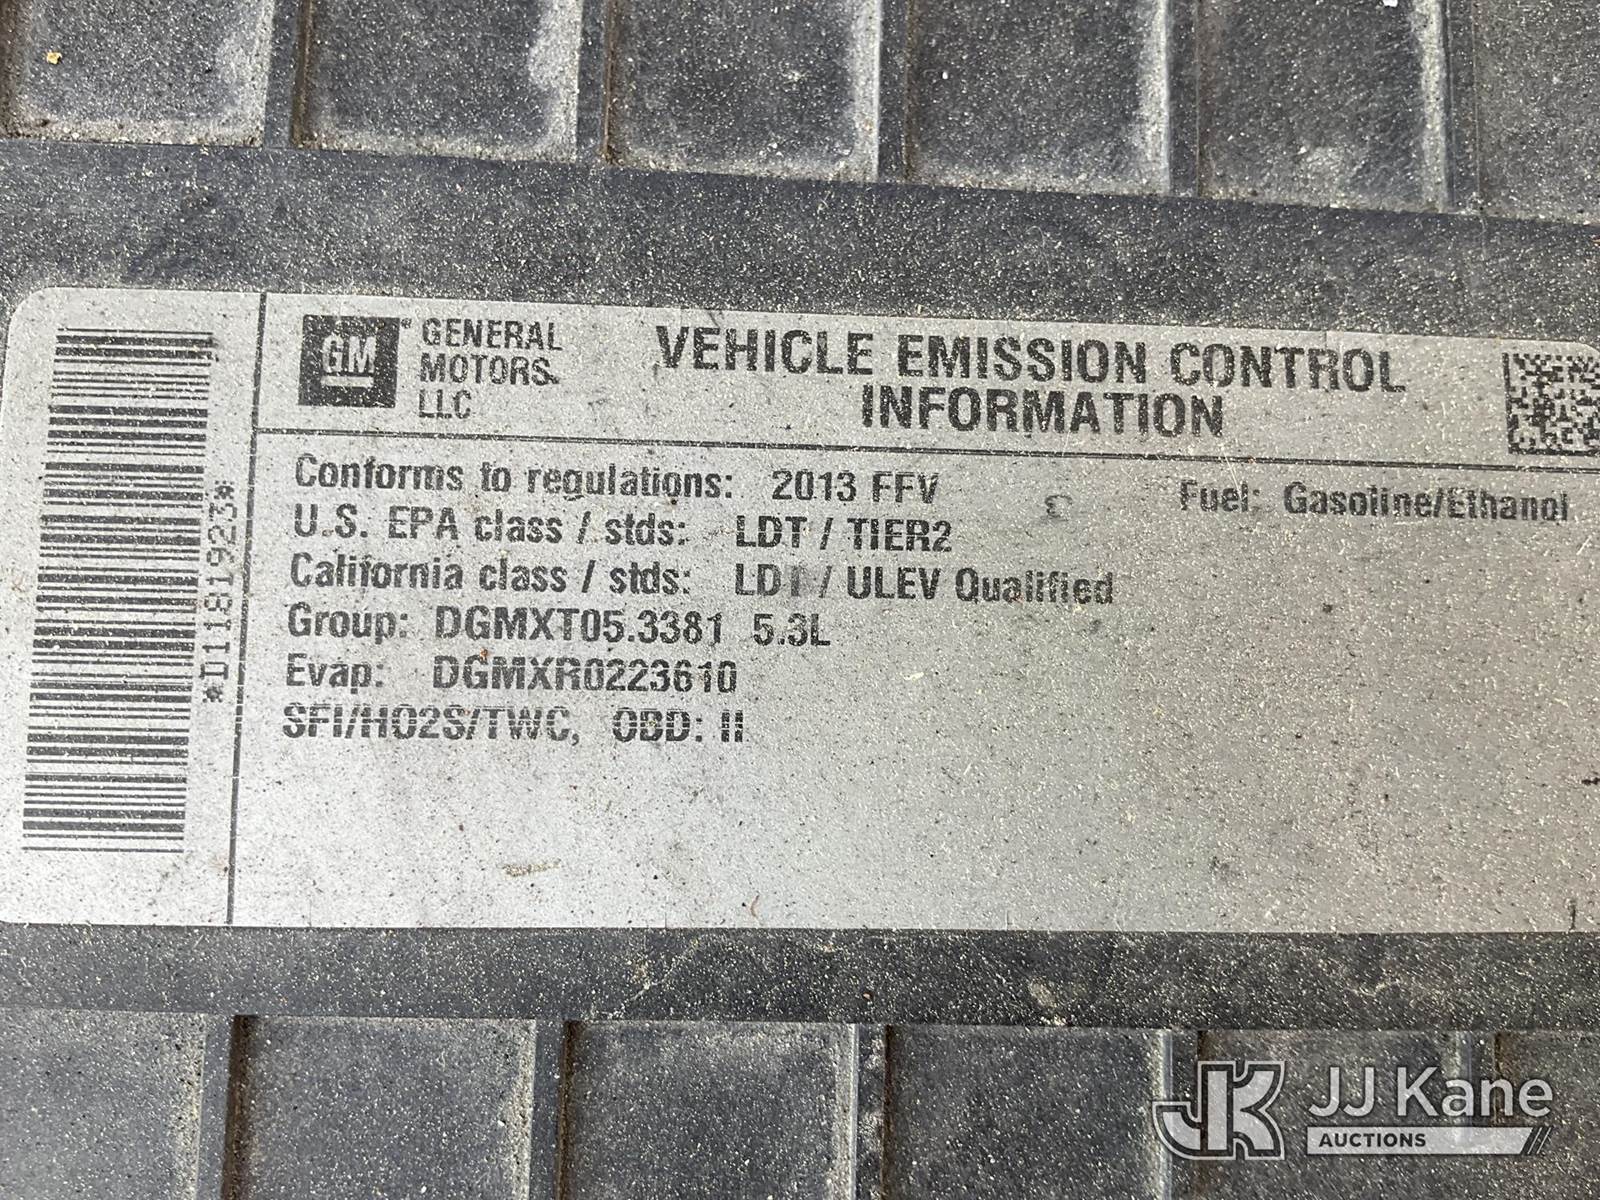 *D11819223*
GM
GENERAL
MOTORS
LLC
VEHICLE EMISSION CONTROL
INFORMATION
Conforms to regulations: 2013 FFV Fuel: Gasoline/Ethanol
U.S. EPA class / stds: LDT / TIER2
California class / stds: LDT / ULEV Qualified
Group: DGMXT05.3381 5.3L
Evap: DGMXR0223610
SFI/HO2S/TWC, OBD: II
JK JJ Kane
AUCTIONS